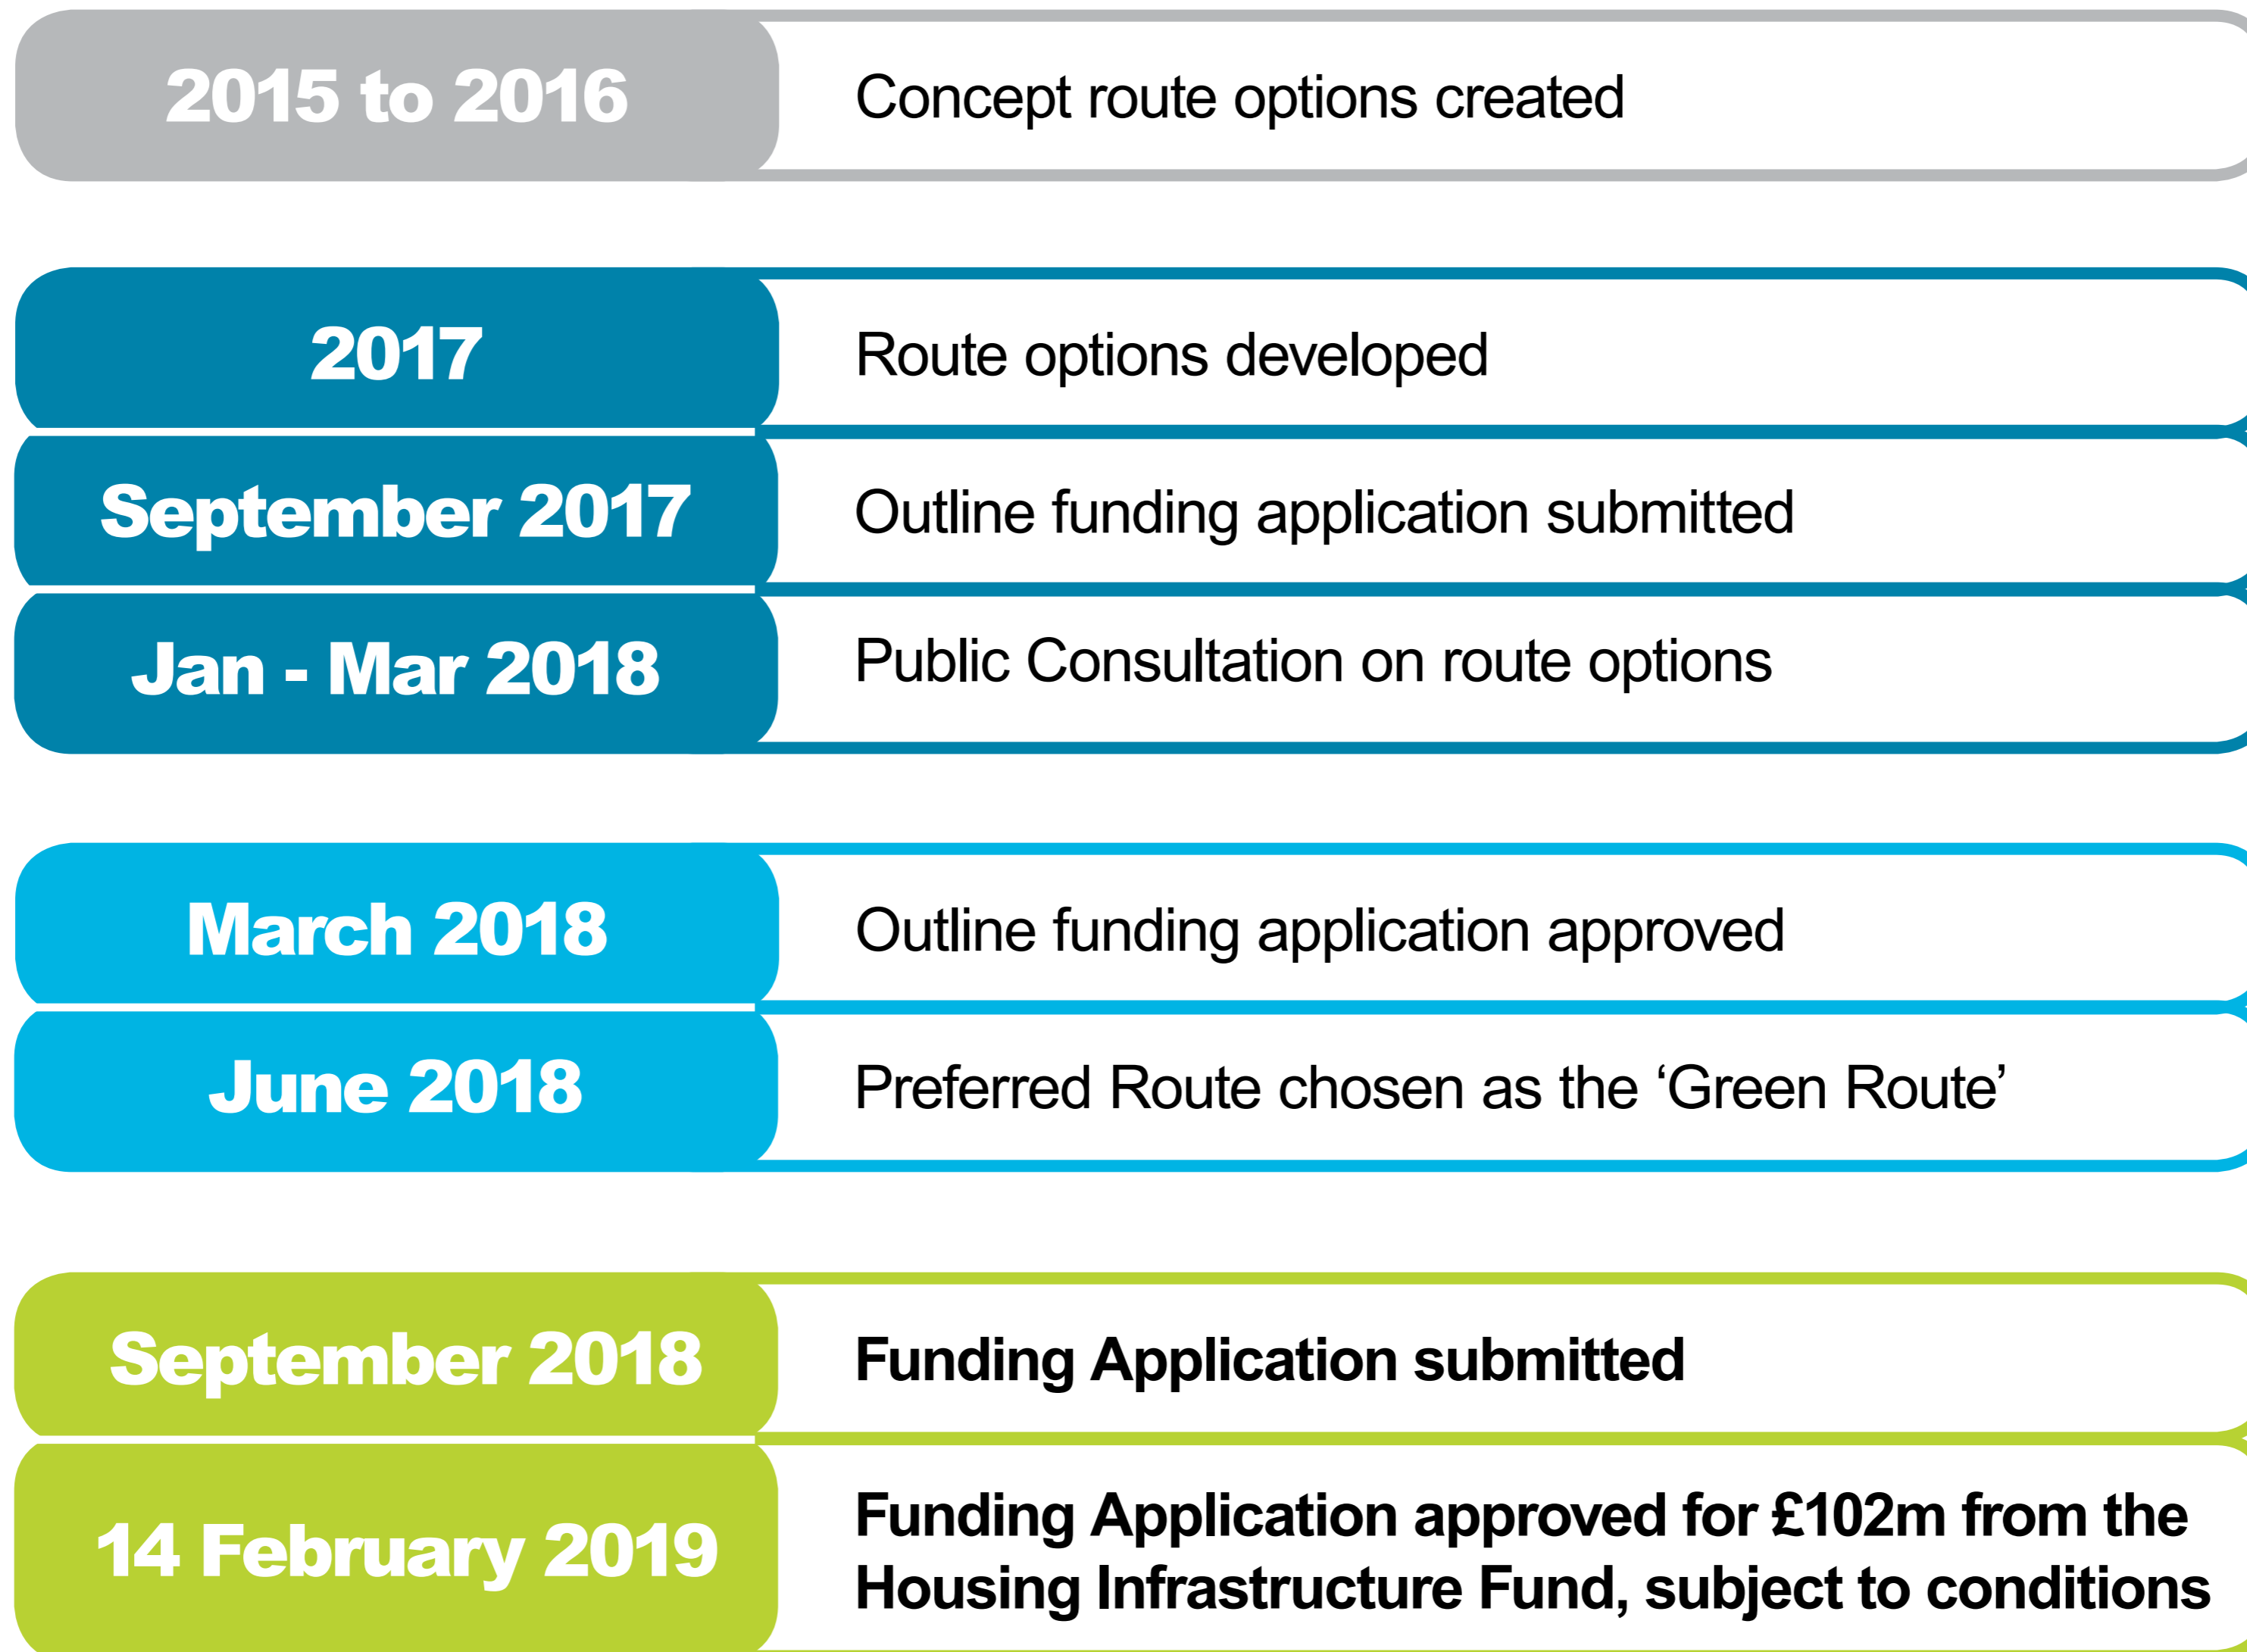 2015 to 2016
Concept route options created
2017
Route options developed
September 2017
Outline funding application submitted
Jan - Mar 2018
Public Consultation on route options
March 2018
Outline funding application approved
June 2018
Preferred Route chosen as the ‘Green Route’
September 2018
Funding Application submitted
14 February 2019
Funding Application approved for £102m from the
Housing Infrastructure Fund, subject to conditions